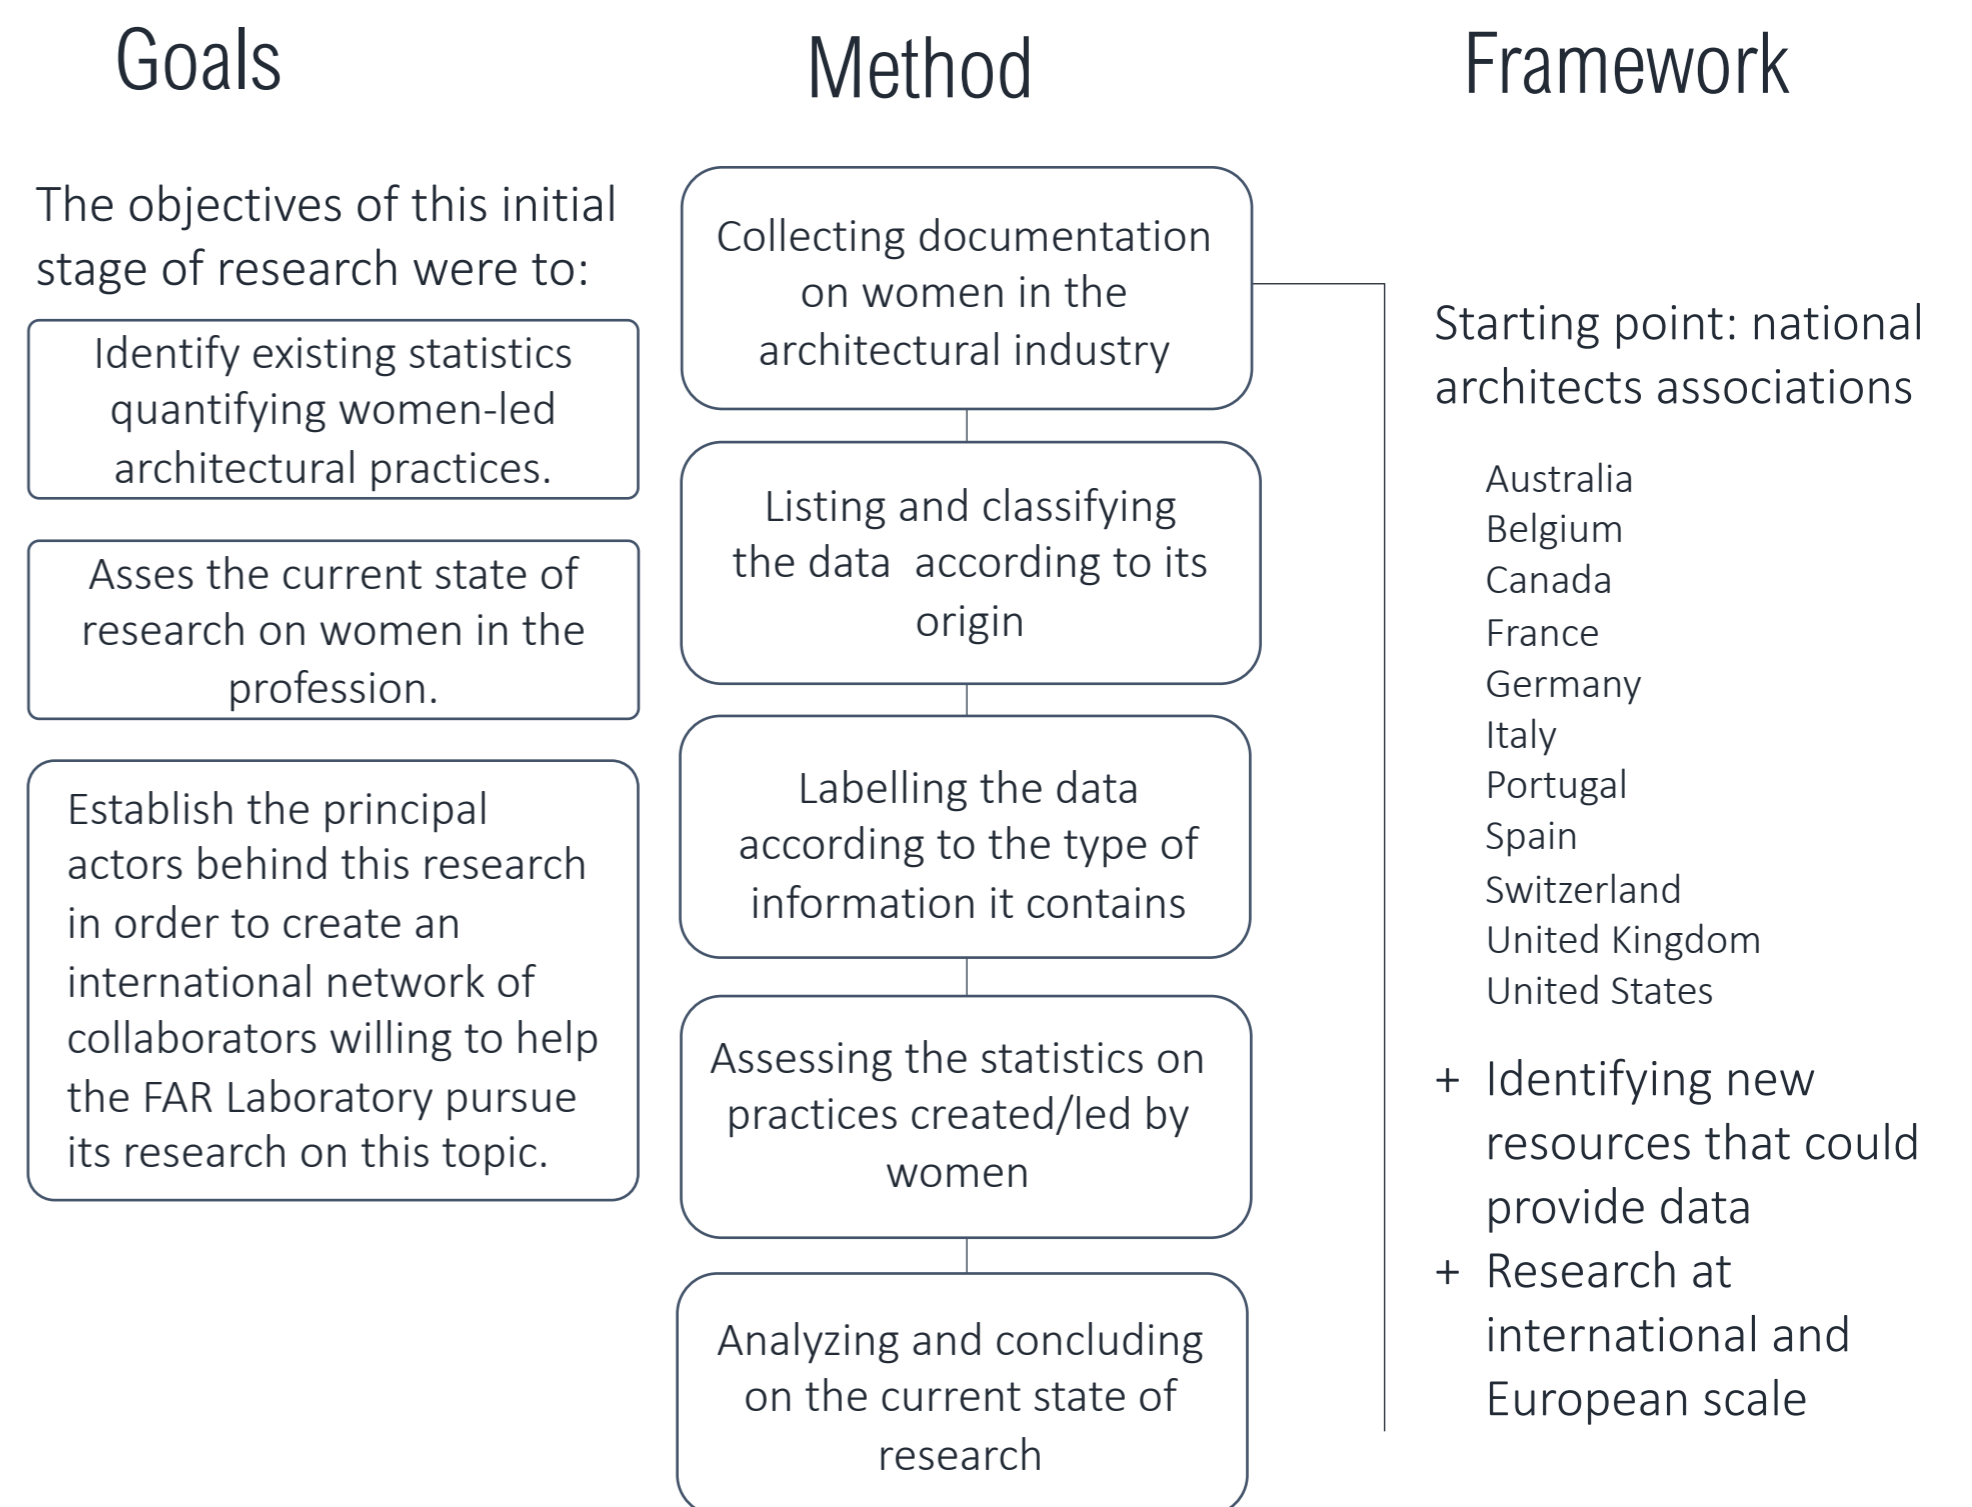 Goals
The objectives of this initial
stage of research were to:
Identify existing statistics
quantifying women-led
architectural practices.
Asses the current state of
research on women in the
profession.
Establish the principal
actors behind this research
in order to create an
international network of
collaborators willing to help
the FAR Laboratory pursue
its research on this topic.
Method
Collecting documentation
on women in the
architectural industry
Listing and classifying
the data  according to its
origin
Labelling the data
according to the type of
information it contains
Assessing the statistics on
practices created/led by
women
Analyzing and concluding
on the current state of
research
Framework
Starting point: national
architects associations
Australia
Belgium
Canada
France
Germany
Italy
Portugal
Spain
Switzerland
United Kingdom
United States
+ Identifying new
resources that could
provide data
+ Research at
international and
European scale